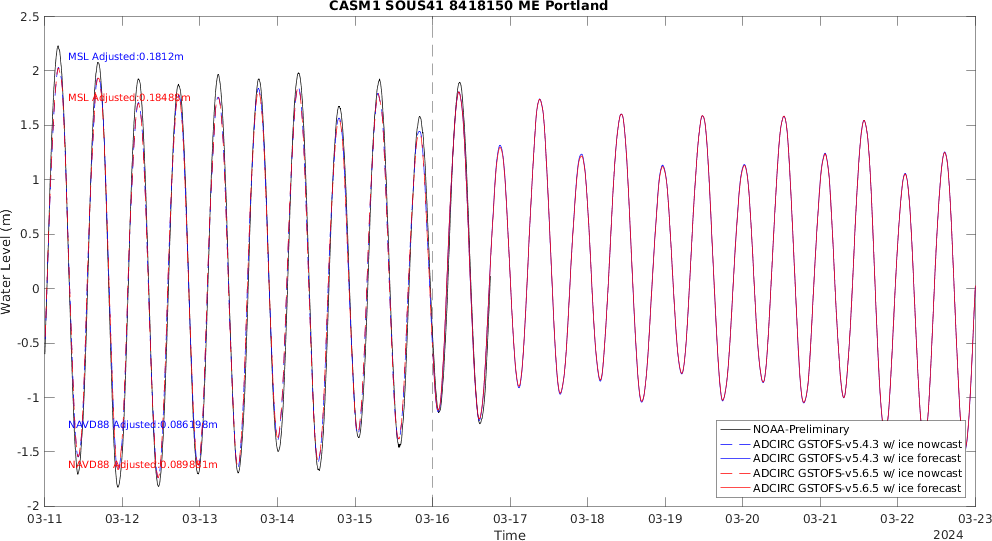 CASM1 SOUS41 8418150 ME Portland
2.5
2
1.5
1
0.5
0
-0.5
-1
-1.5
-2
Water Level (m)
MSL Adjusted:0.1812m
MSL Adjusted:0.18488m
NAVD88 Adjusted:0.086198m
NAVD88 Adjusted:
NOAA-Preliminary
ADCIRC GSTOFS-v5.4.3 w/ ice nowcast
ADCIRC GSTOFS-v5.4.3 w/ ice forecast
ADCIRC GSTOFS-v5.6.5 w/ ice nowcast
ADCIRC GSTOFS-v5.6.5 w/ ice forecast
03-11 03-12 03-13 03-14 03-15 03-16 03-17 03-18 03-19 03-20 03-21 03-22 03-23
Time
2024